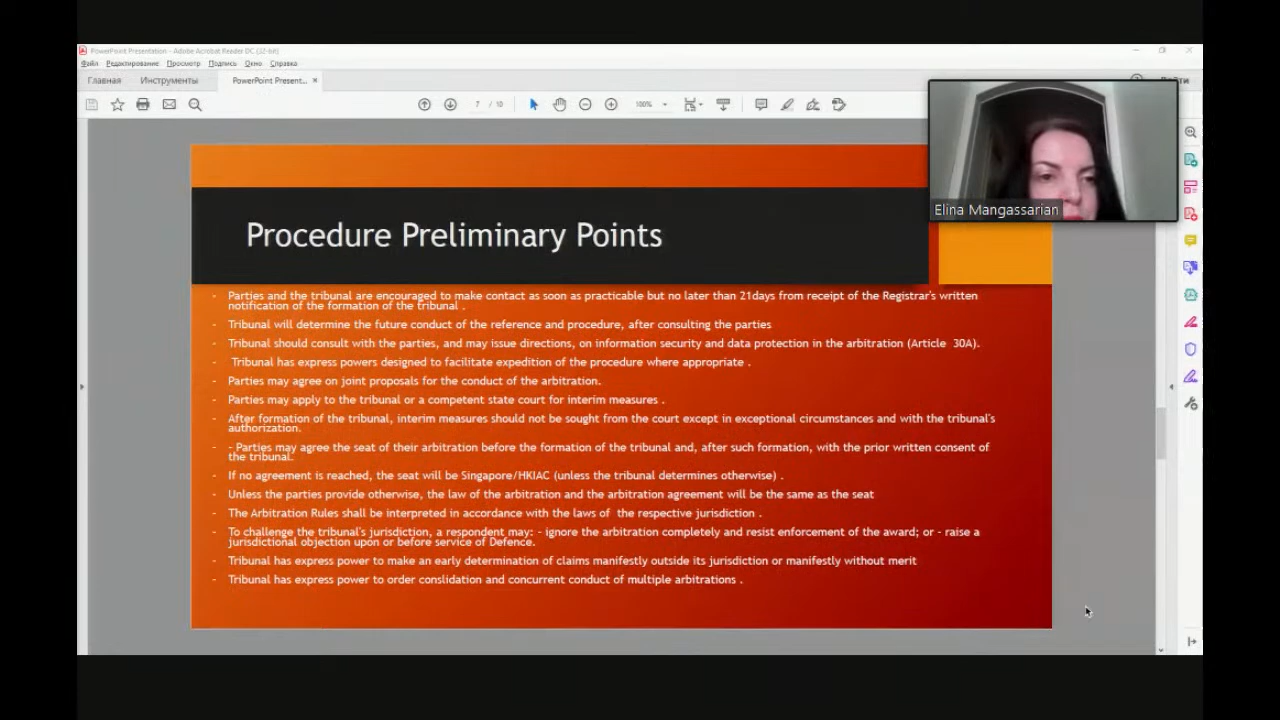 PowerPoint Presentation - Adobe Acrobat Reader DC (32-bit)
Файл Редактирование Просмотр Подпись Окно Справка
Главная Инструменты PowerPoint Present... ×
7 / 10 100%
Elina Mangassarian
Procedure Preliminary Points
- Parties and the tribunal are encouraged to make contact as soon as practicable but no later than 21days from receipt of the Registrar's written
notification of the formation of the tribunal .
- Tribunal will determine the future conduct of the reference and procedure, after consulting the parties
- Tribunal should consult with the parties, and may issue directions, on information security and data protection in the arbitration (Article 30A).
- Tribunal has express powers designed to facilitate expedition of the procedure where appropriate .
- Parties may agree on joint proposals for the conduct of the arbitration.
- Parties may apply to the tribunal or a competent state court for interim measures .
- After formation of the tribunal, interim measures should not be sought from the court except in exceptional circumstances and with the tribunal's
authorization.
- - Parties may agree the seat of their arbitration before the formation of the tribunal and, after such formation, with the prior written consent of
the tribunal.
- If no agreement is reached, the seat will be Singapore/HKIAC (unless the tribunal determines otherwise) .
- Unless the parties provide otherwise, the law of the arbitration and the arbitration agreement will be the same as the seat
- The Arbitration Rules shall be interpreted in accordance with the laws of the respective jurisdiction .
- To challenge the tribunal's jurisdiction, a respondent may: - ignore the arbitration completely and resist enforcement of the award; or - raise a
jurisdictional objection upon or before service of Defence.
- Tribunal has express power to make an early determination of claims manifestly outside its jurisdiction or manifestly without merit
- Tribunal has express power to order conslidation and concurrent conduct of multiple arbitrations .